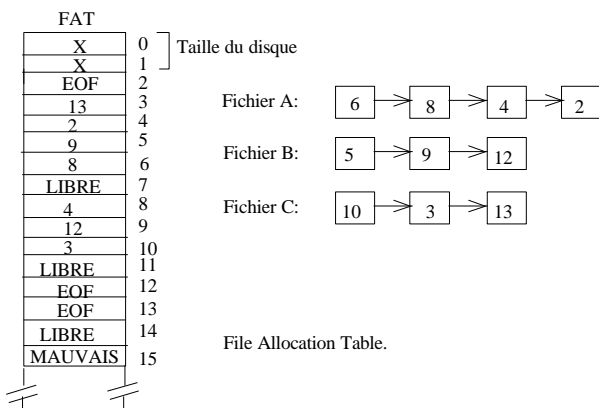 FAT
X 0 Taille du disque
X 1
EOF 2
13 3
2 4
9 5
8 6
LIBRE 7
4 8
12 9
3 10
LIBRE 11
EOF 12
EOF 13
LIBRE 14
MAUVAIS 15
Fichier A: 6 8 4 2
Fichier B: 5 9 12
Fichier C: 10 3 13
File Allocation Table.